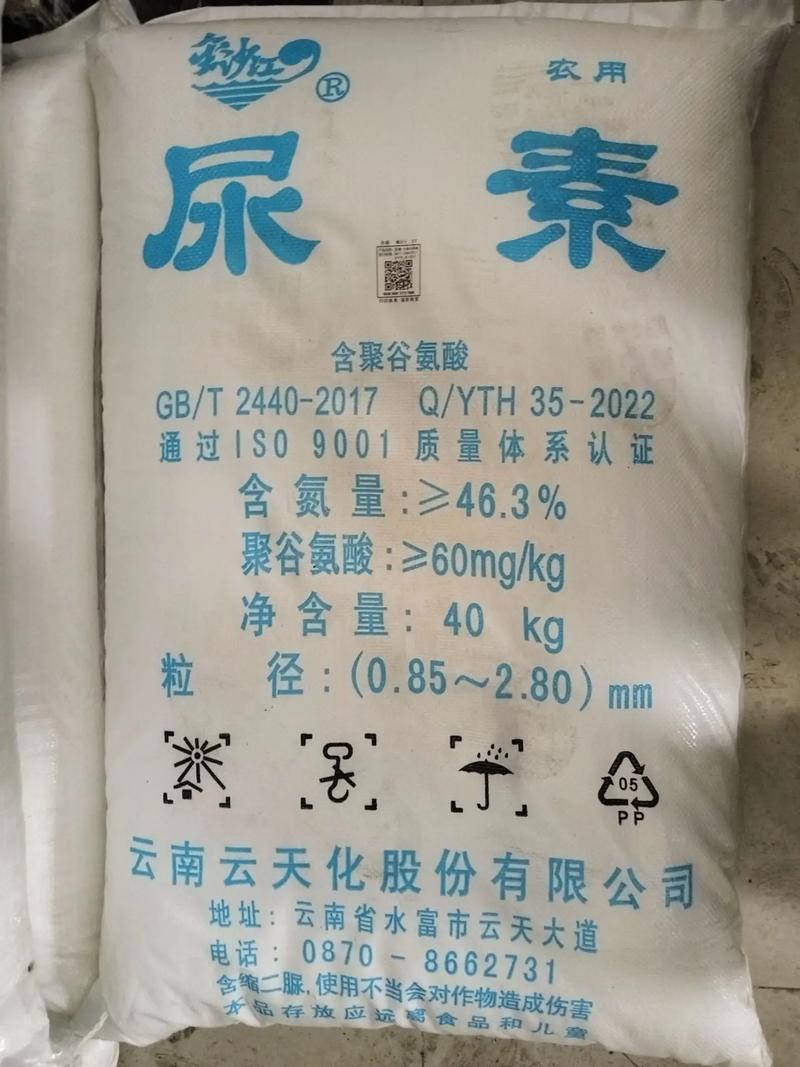 金沙江®
农用
尿素
含聚谷氨酸
GB/T 2440-2017 Q/YTH 35-2022
通过ISO 9001质量体系认证
含氮量:≥46.3%
聚谷氨酸:≥60mg/kg
净含量: 40 kg
粒 径:(0.85~2.80)mm
05
PP
云南云天化股份有限公司
地址: 云南省水富市云天大道
电话: 0870-8662731
含缩二脲,使用不当会对作物造成伤害
本品存放应远离食品和儿童